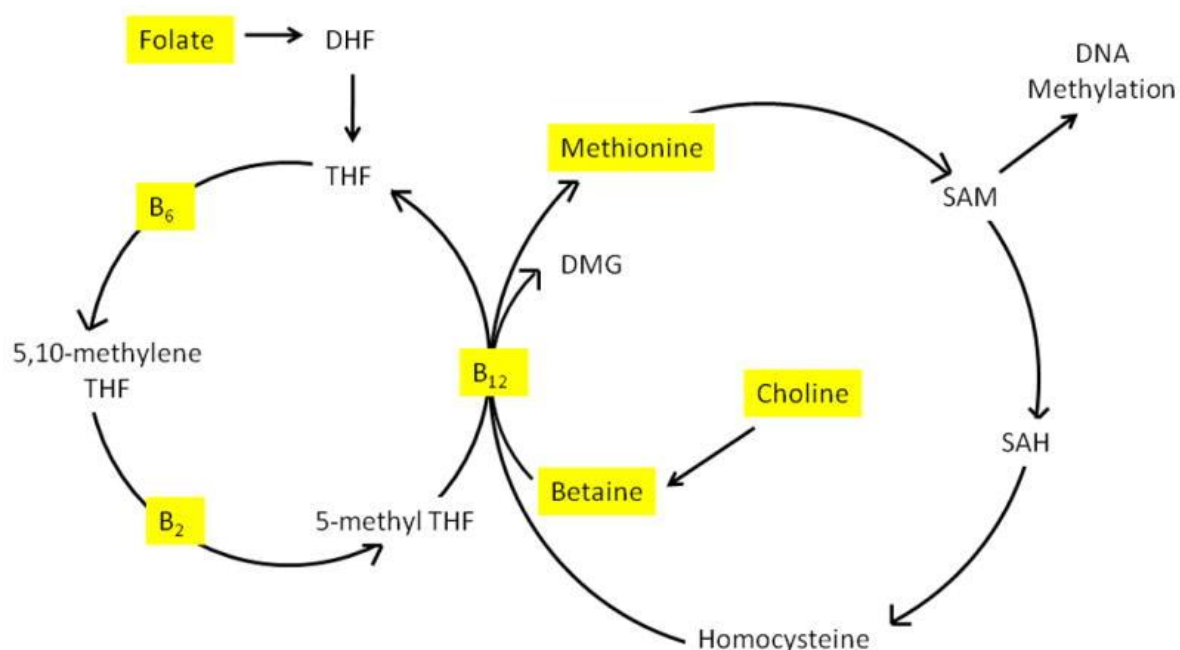 Folate
DHF
DNA
Methylation
Methionine
THF
SAM
B₆
DMG
5,10-methylene
THF
B₁₂
Choline
SAH
Betaine
B₂
5-methyl THF
Homocysteine